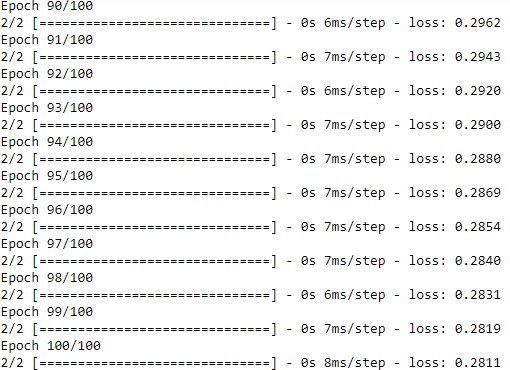 Epoch 90/100
2/2 [==============================] - 0s 6ms/step - loss: 0.2962
Epoch 91/100
2/2 [==============================] - 0s 7ms/step - loss: 0.2943
Epoch 92/100
2/2 [==============================] - 0s 6ms/step - loss: 0.2920
Epoch 93/100
2/2 [==============================] - 0s 7ms/step - loss: 0.2900
Epoch 94/100
2/2 [==============================] - 0s 7ms/step - loss: 0.2880
Epoch 95/100
2/2 [==============================] - 0s 7ms/step - loss: 0.2869
Epoch 96/100
2/2 [==============================] - 0s 7ms/step - loss: 0.2854
Epoch 97/100
2/2 [==============================] - 0s 7ms/step - loss: 0.2840
Epoch 98/100
2/2 [==============================] - 0s 6ms/step - loss: 0.2831
Epoch 99/100
2/2 [==============================] - 0s 7ms/step - loss: 0.2819
Epoch 100/100
2/2 [==============================] - 0s 8ms/step - loss: 0.2811